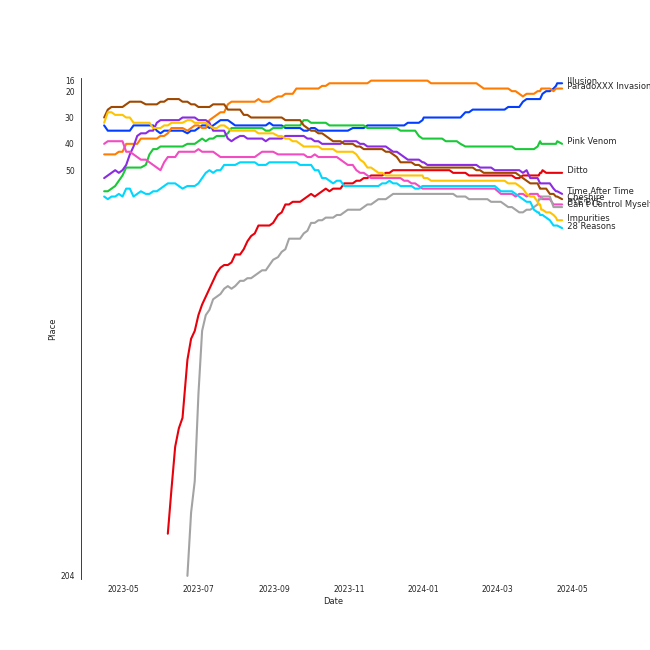 16
20
30
40
50
204
Place
2023-05
2023-07
2023-09
2023-11
2024-01
2024-03
2024-05
Date
Illusion
ParadoXXX Invasion
Pink Venom
Ditto
Time After Time
Cheshire
Can't Control Myself
Impurities
28 Reasons